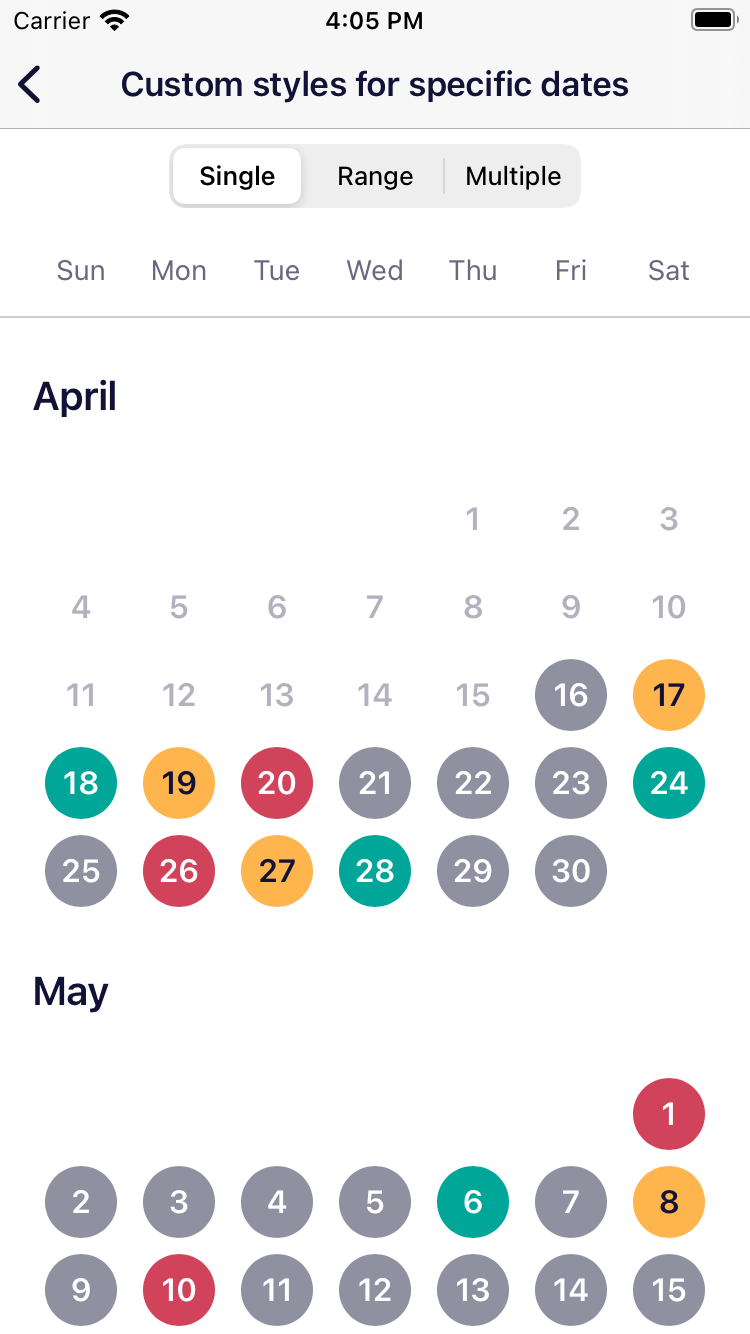 Carrier 4:05 PM
Custom styles for specific dates
Single Range Multiple
Sun Mon Tue Wed Thu Fri Sat
April
1 2 3
4 5 6 7 8 9 10
11 12 13 14 15 16 17
18 19 20 21 22 23 24
25 26 27 28 29 30
May
1
2 3 4 5 6 7 8
9 10 11 12 13 14 15